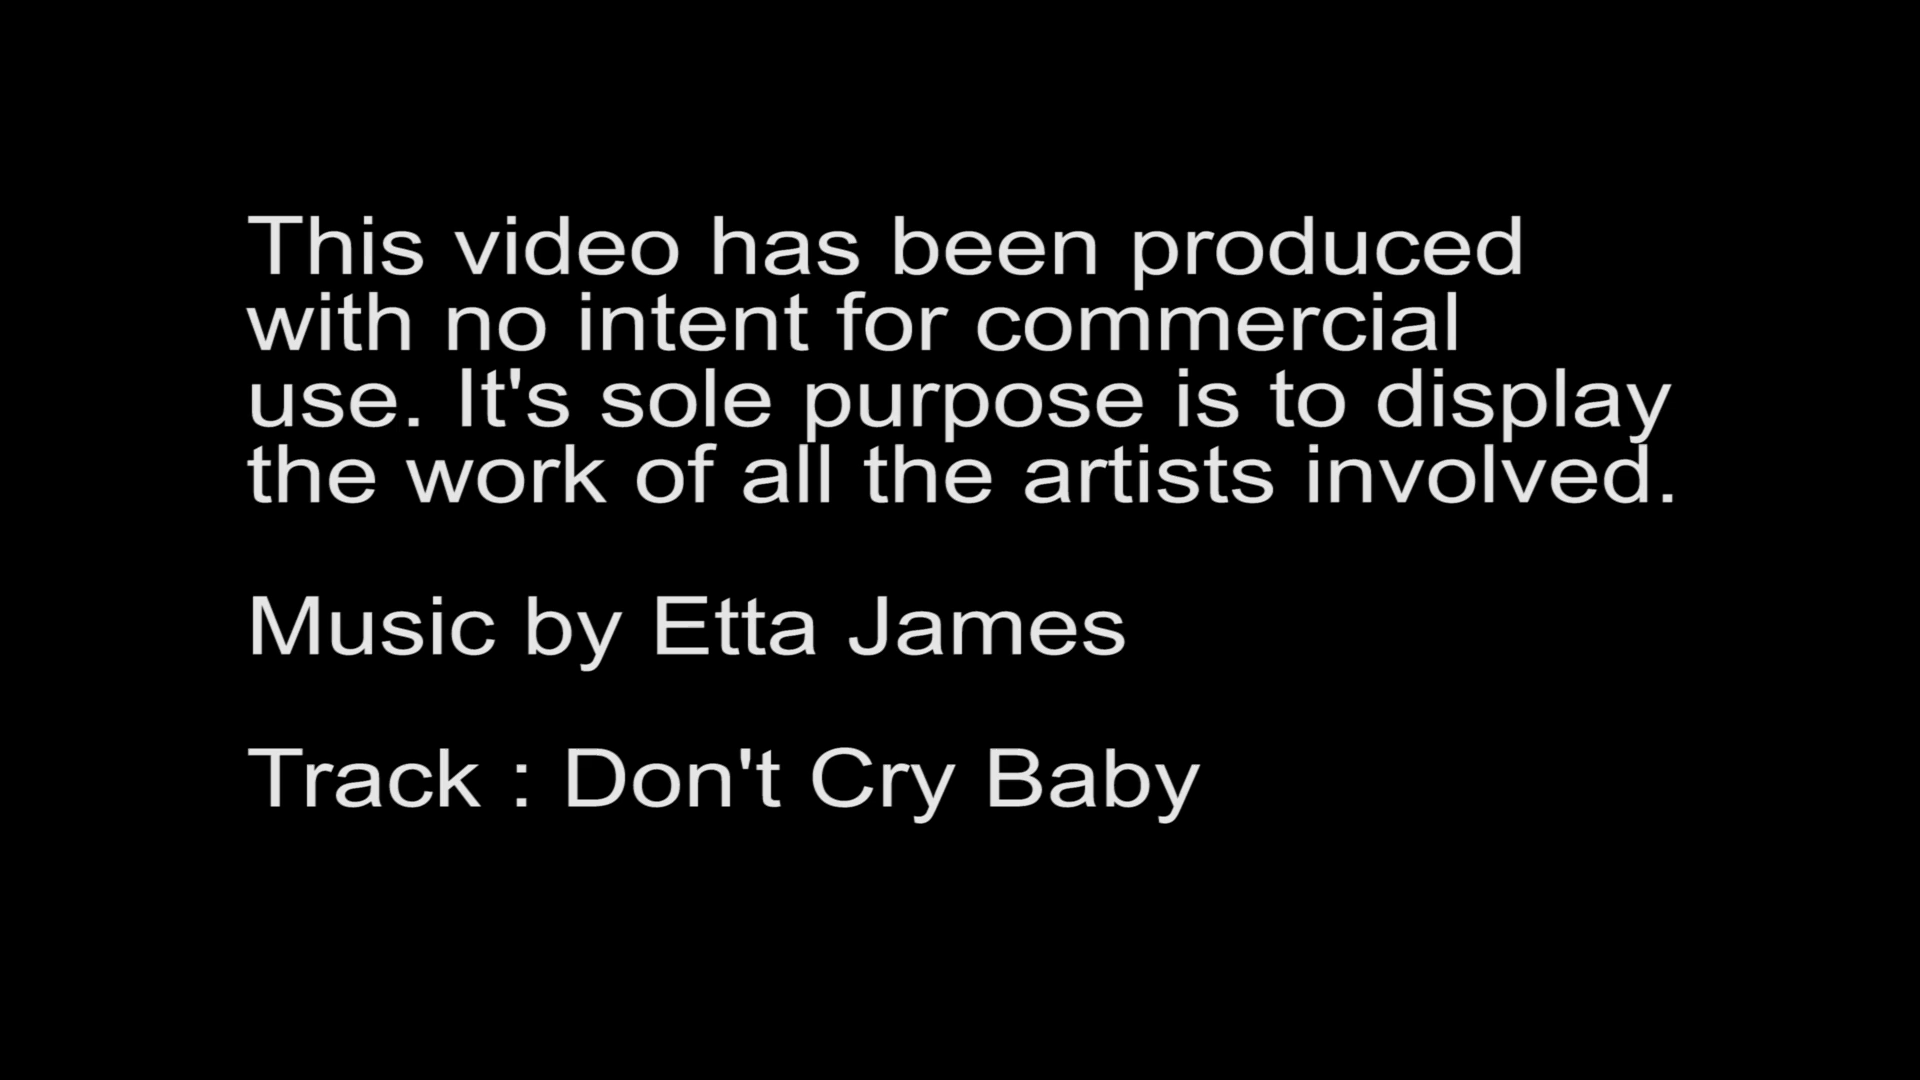 This video has been produced
with no intent for commercial
use. It's sole purpose is to display
the work of all the artists involved.
Music by Etta James
Track : Don't Cry Baby